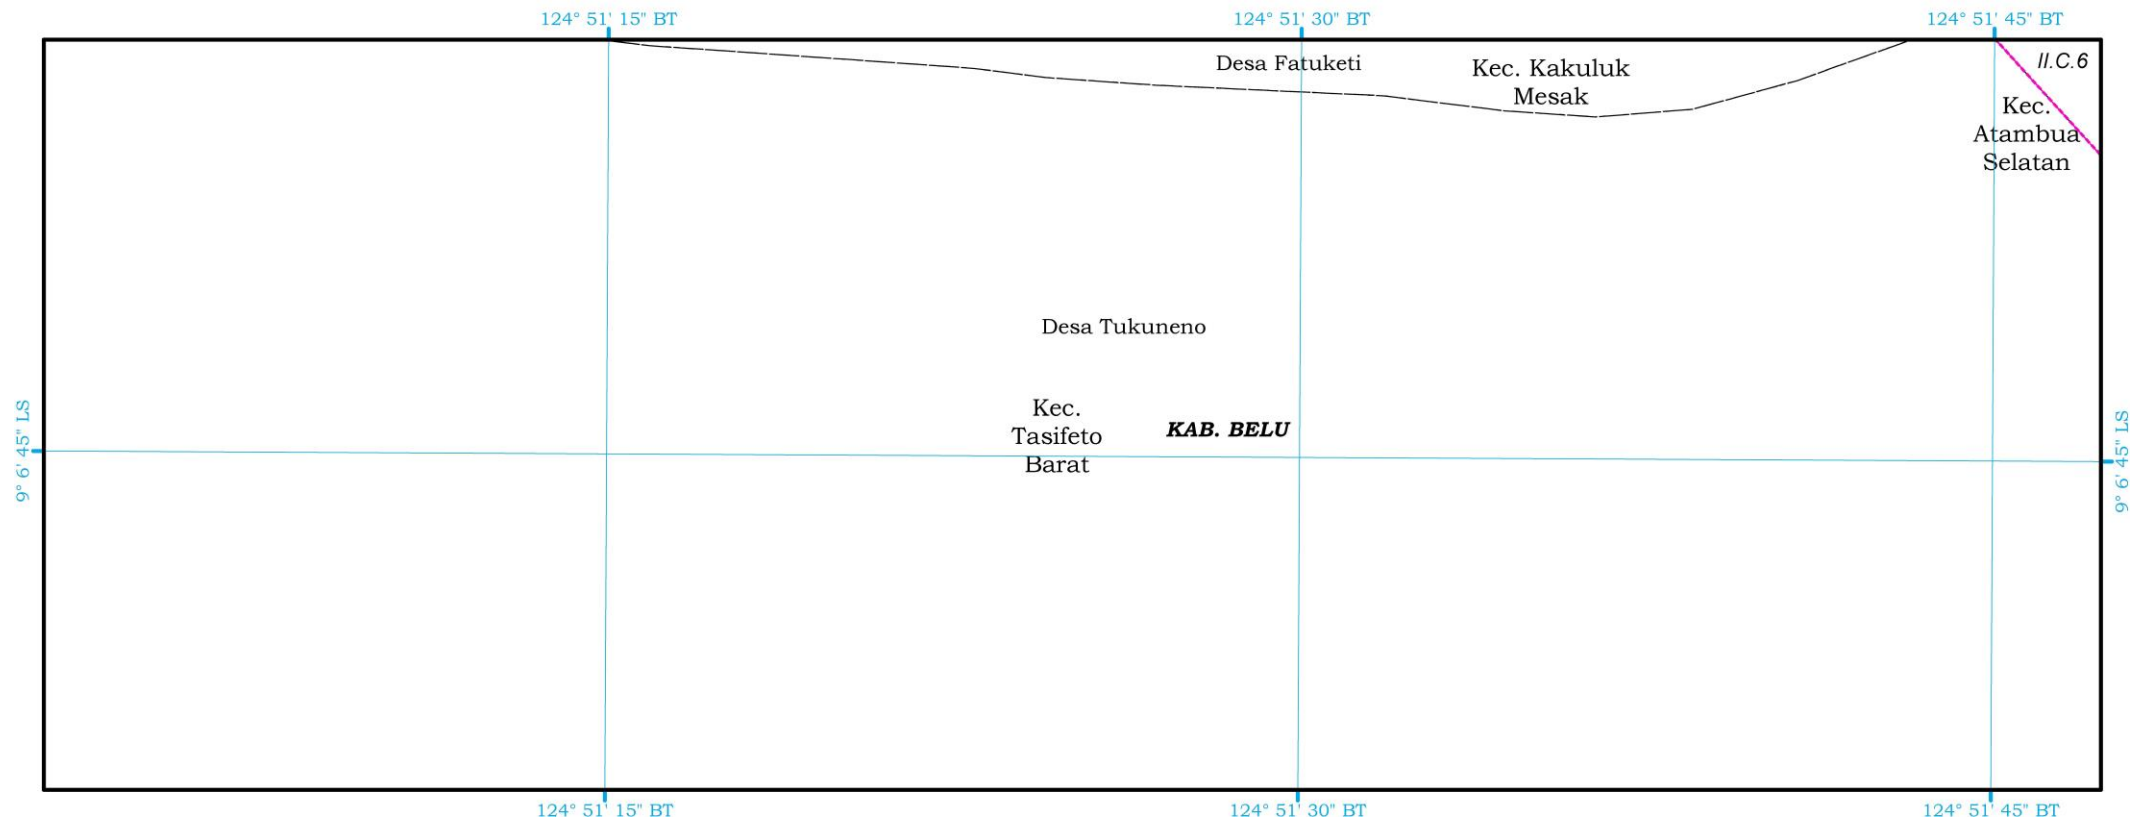 124° 51' 15" BT
124° 51' 30" BT
124° 51' 45" BT
II.C.6
Desa Fatuketi
Kec. Kakuluk
Mesak
Kec.
Atambua
Selatan
Desa Tukuneno
Kec.
Tasifeto
Barat
KAB. BELU
9° 6' 45" LS
9° 6' 45" LS
124° 51' 15" BT
124° 51' 30" BT
124° 51' 45" BT